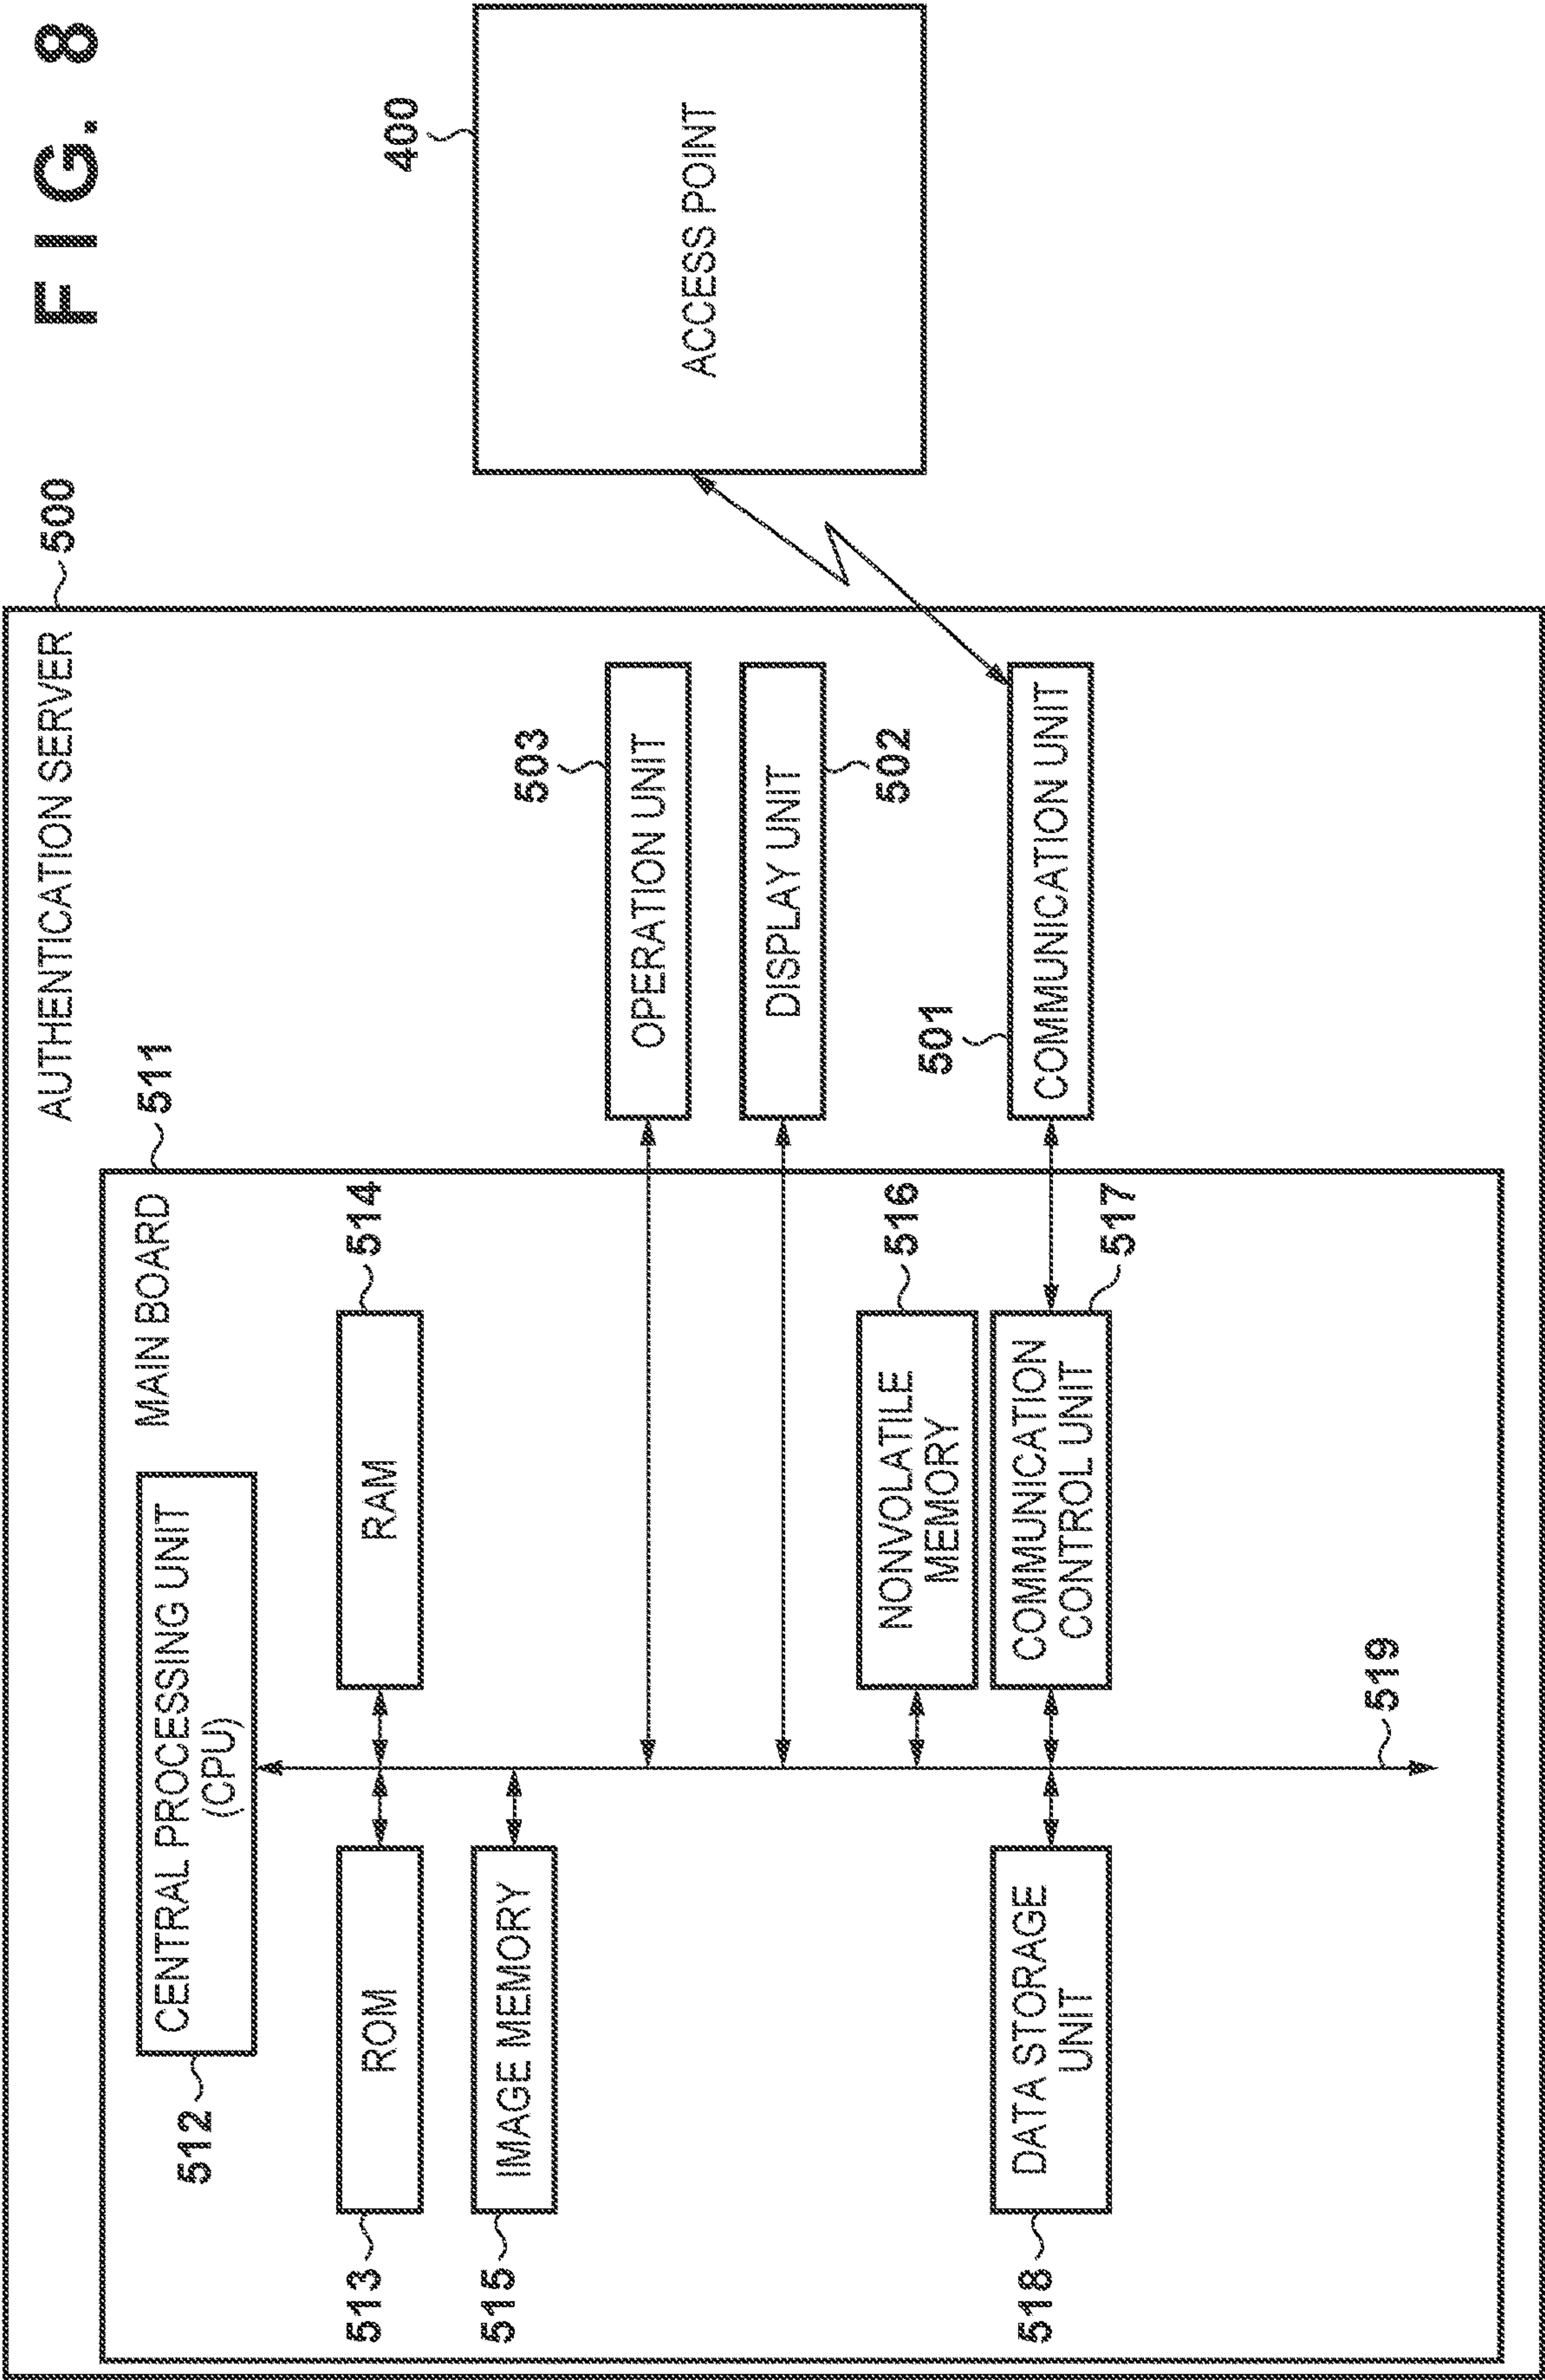 FIG. 8
AUTHENTICATION SERVER
500
MAIN BOARD
511
CENTRAL PROCESSING UNIT
(CPU)
512
400
ACCESS POINT
513
ROM
RAM
514
515
IMAGE MEMORY
503
OPERATION UNIT
DISPLAY UNIT
502
NONVOLATILE
MEMORY
516
501
COMMUNICATION UNIT
518
DATA STORAGE
UNIT
COMMUNICATION
CONTROL UNIT
517
519